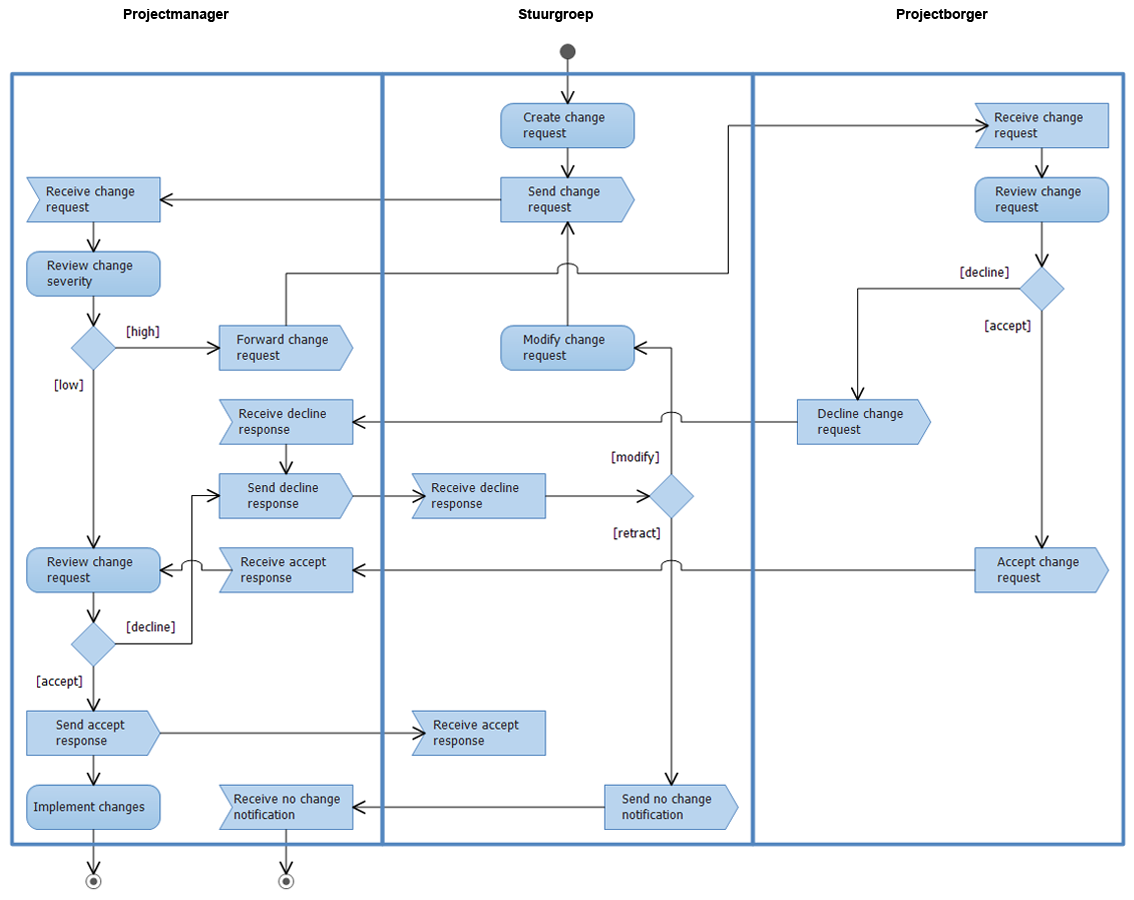 Projectmanager
Stuurgroep
Projectborger
Create change
request
Receive change
request
Receive change
request
Send change
request
Review change
request
Review change
severity
[decline]
[high]
Forward change
request
Modify change
request
[accept]
[low]
Receive decline
response
Decline change
request
[modify]
Send decline
response
Receive decline
response
[retract]
Review change
request
Receive accept
response
Accept change
request
[decline]
[accept]
Send accept
response
Receive accept
response
Implement changes
Receive no change
notification
Send no change
notification